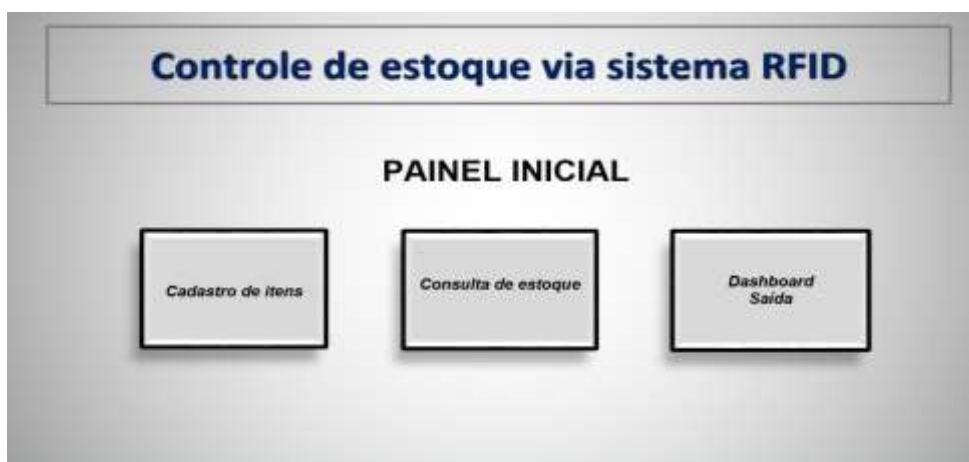 Controle de estoque via sistema RFID
PAINEL INICIAL
Cadastro de itens
Consulta de estoque
Dashboard
Saída